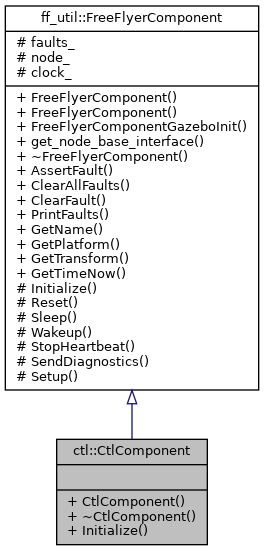 ff_util::FreeFlyerComponent
# faults_
# node_
# clock_
+ FreeFlyerComponent()
+ FreeFlyerComponent()
+ FreeFlyerComponentGazeboInit()
+ get_node_base_interface()
+ ~FreeFlyerComponent()
+ AssertFault()
+ ClearAllFaults()
+ ClearFault()
+ PrintFaults()
+ GetName()
+ GetPlatform()
+ GetTransform()
+ GetTimeNow()
# Initialize()
# Reset()
# Sleep()
# Wakeup()
# StopHeartbeat()
# SendDiagnostics()
# Setup()
ctl::CtlComponent
+ CtlComponent()
+ ~CtlComponent()
+ Initialize()